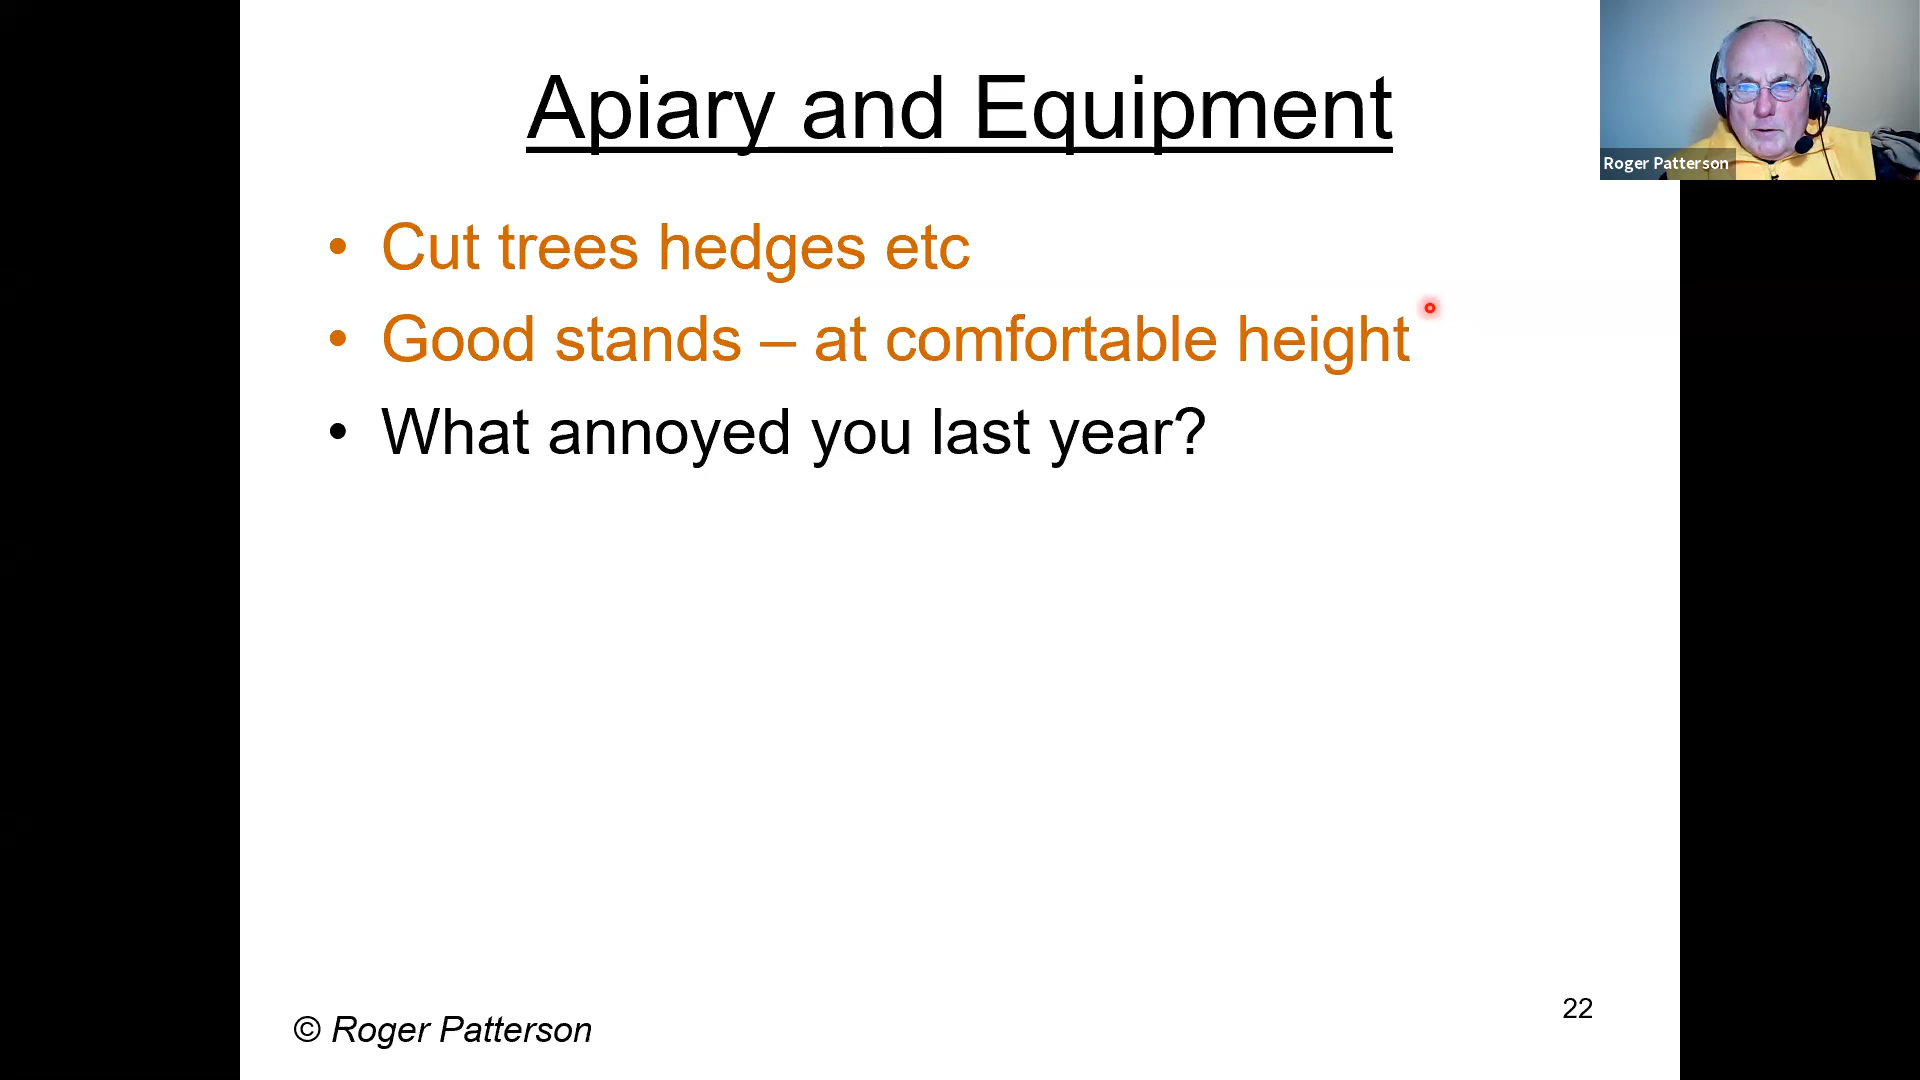 Apiary and Equipment
Roger Patterson
• Cut trees hedges etc
• Good stands – at comfortable height
• What annoyed you last year?
22
© Roger Patterson